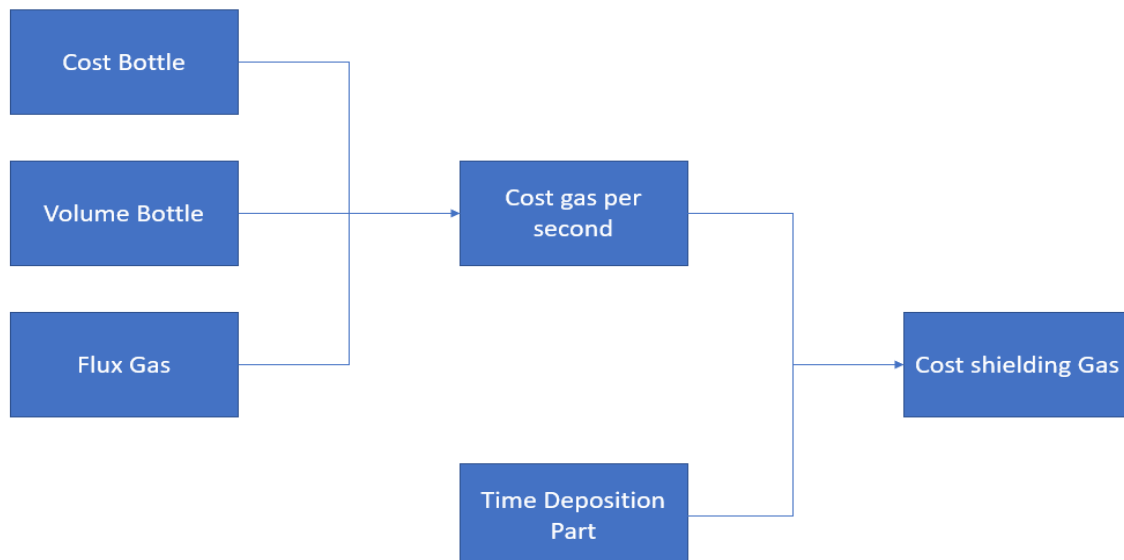 Cost Bottle
Volume Bottle
Cost gas per
second
Flux Gas
Cost shielding Gas
Time Deposition
Part